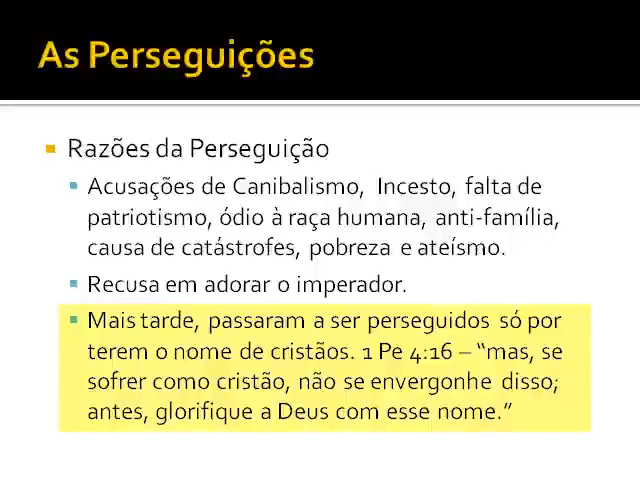 As Perseguições
Razões da Perseguição
Acusações de Canibalismo, Incesto, falta de
patriotismo, ódio à raça humana, anti-família,
causa de catástrofes, pobreza e ateísmo.
Recusa em adorar o imperador.
Mais tarde, passaram a ser perseguidos só por
terem o nome de cristãos. 1 Pe 4:16 – “mas, se
sofrer como cristão, não se envergonhe disso;
antes, glorifique a Deus com esse nome.”